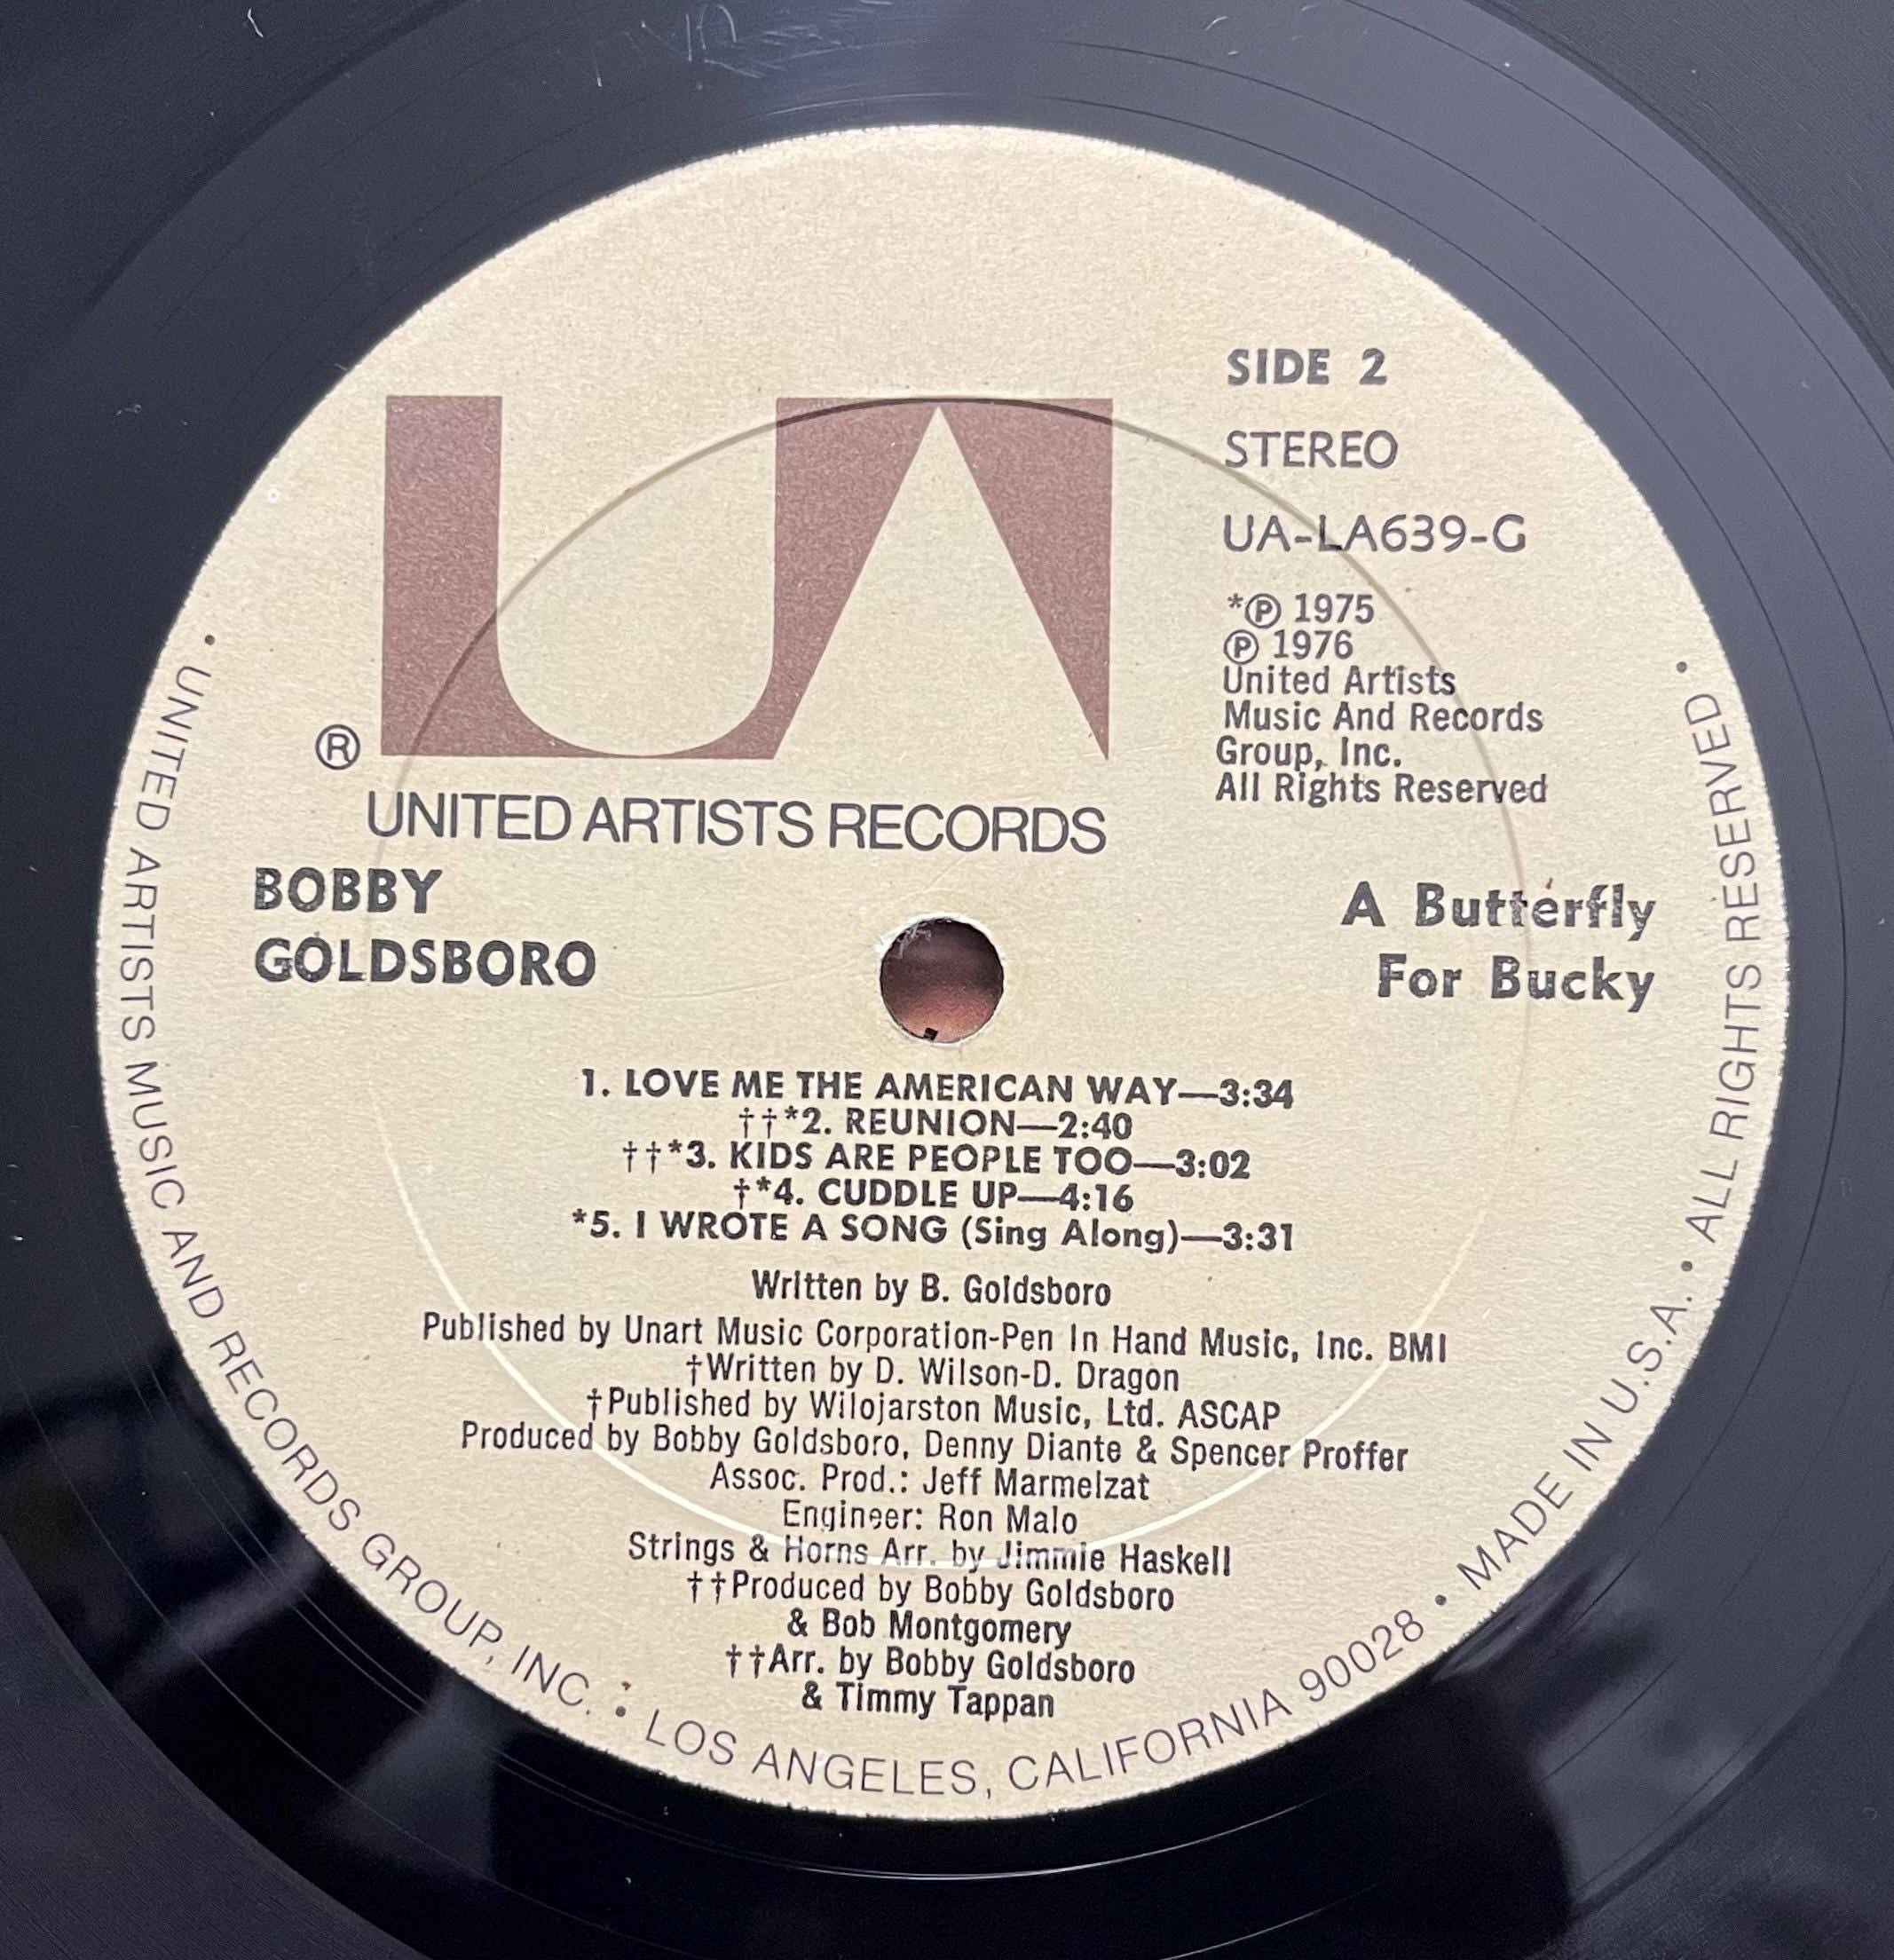 SIDE 2
STEREO
UA-LA639-G
*Ⓟ 1975
Ⓟ 1976
United Artists
Music And Records
Group, Inc.
All Rights Reserved
UA
®
UNITED ARTISTS RECORDS
BOBBY
GOLDSBORO
A Butterfly
For Bucky
1. LOVE ME THE AMERICAN WAY—3:34
††*2. REUNION—2:40
††*3. KIDS ARE PEOPLE TOO—3:02
†*4. CUDDLE UP—4:16
*5. I WROTE A SONG (Sing Along)—3:31
Written by B. Goldsboro
Published by Unart Music Corporation-Pen In Hand Music, Inc. BMI
†Written by D. Wilson-D. Dragon
†Published by Wilojarston Music, Ltd. ASCAP
Produced by Bobby Goldsboro, Denny Diante & Spencer Proffer
Assoc. Prod.: Jeff Marmelzat
Engineer: Ron Malo
Strings & Horns Arr. by Jimmie Haskell
††Produced by Bobby Goldsboro
& Bob Montgomery
††Arr. by Bobby Goldsboro
& Timmy Tappan
• UNITED ARTISTS MUSIC AND RECORDS GROUP, INC. • LOS ANGELES, CALIFORNIA 90028 • MADE IN U.S.A. • ALL RIGHTS RESERVED •